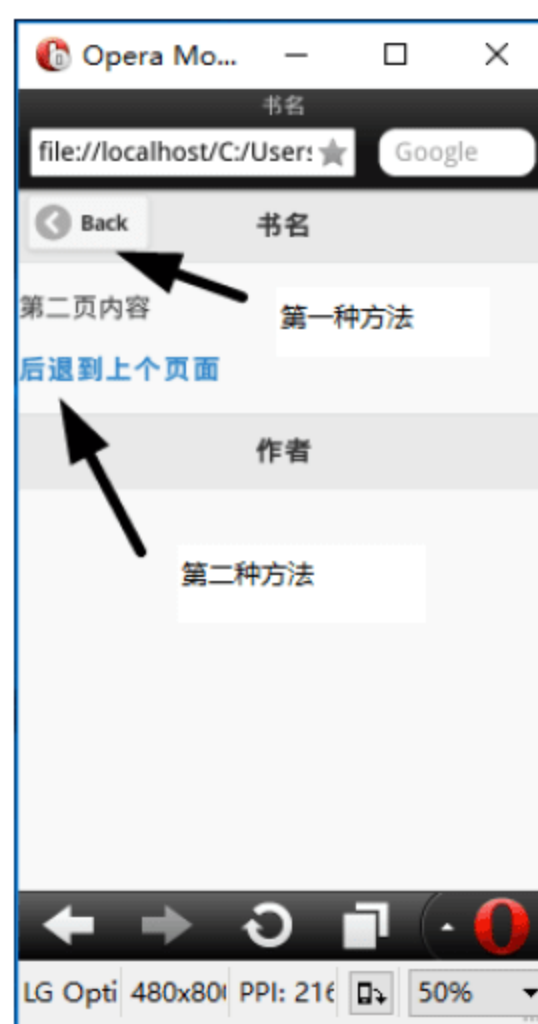 Opera Mo...
书名
file://localhost/C:/User
Google
Back
书名
第二页内容
第一种方法
后退到上个页面
作者
第二种方法
LG Opti
480x80
PPI: 216
50%